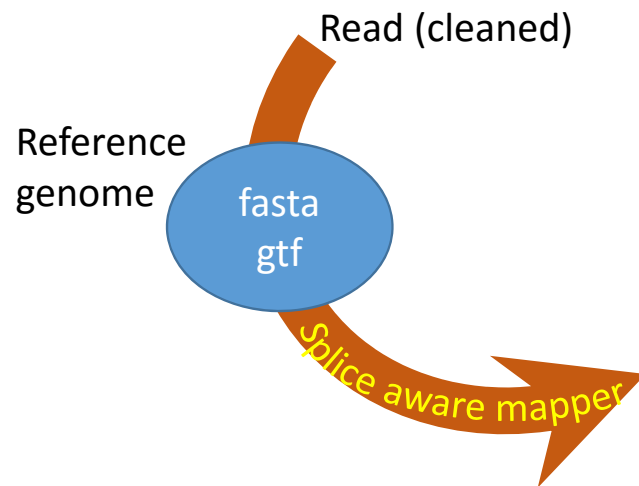 Read (cleaned)
Reference
genome
fasta
gtf
Splice aware mapper